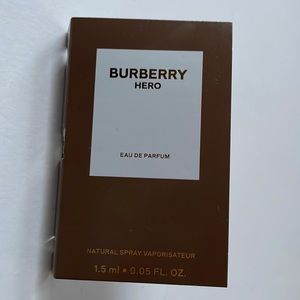 BURBERRY
HERO
EAU DE PARFUM
NATURAL SPRAY VAPORISATEUR
1.5 ml ● 0.05 FL. OZ.